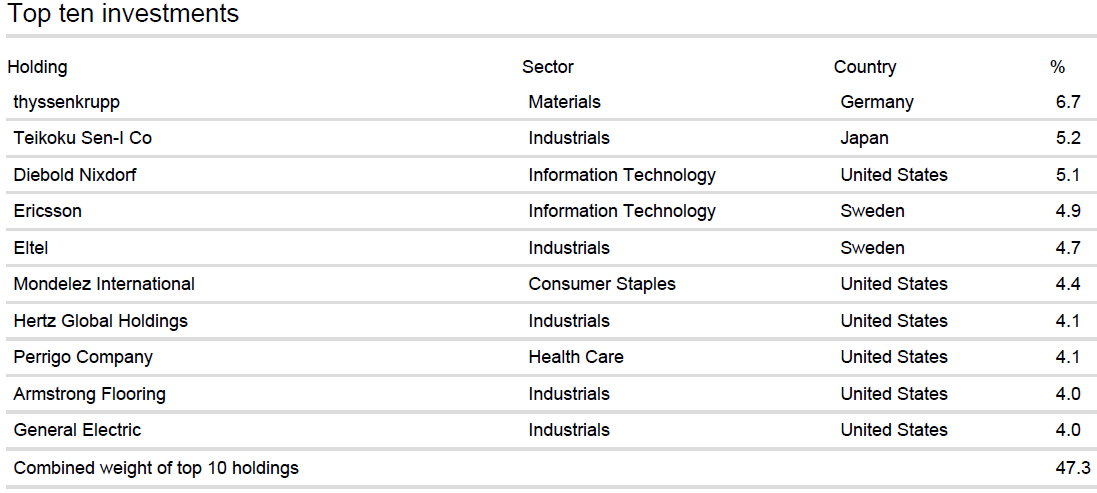 Top ten investments
Holding Sector Country %
thyssenkrupp Materials Germany 6.7
Teikoku Sen-I Co Industrials Japan 5.2
Diebold Nixdorf Information Technology United States 5.1
Ericsson Information Technology Sweden 4.9
Eltel Industrials Sweden 4.7
Mondelez International Consumer Staples United States 4.4
Hertz Global Holdings Industrials United States 4.1
Perrigo Company Health Care United States 4.1
Armstrong Flooring Industrials United States 4.0
General Electric Industrials United States 4.0
Combined weight of top 10 holdings 47.3